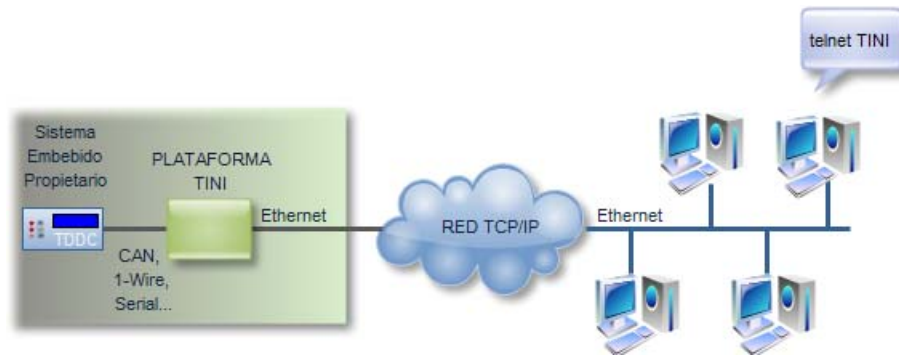 telnet TINI
Sistema
Embebido
Propietario
PLATAFORMA
TINI
TDDC
Ethernet
CAN,
1-Wire,
Serial...
RED TCP/IP
Ethernet